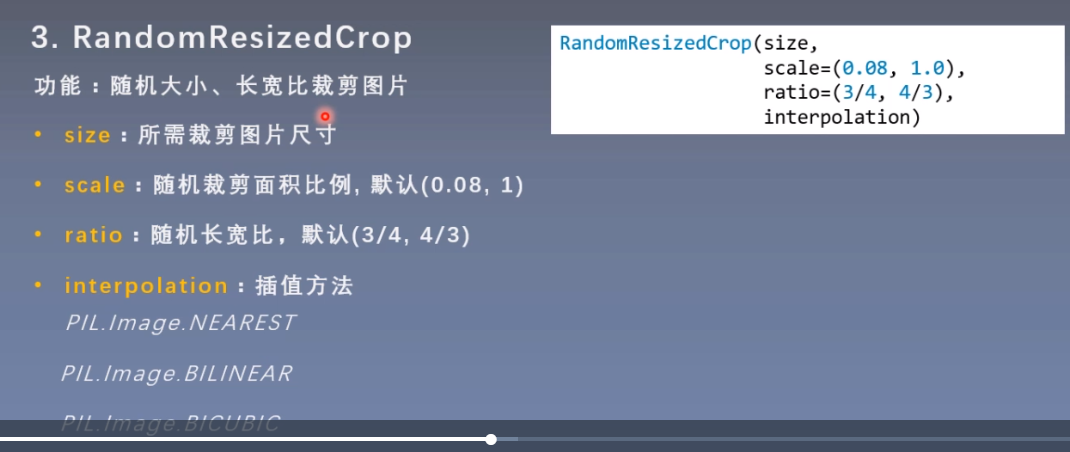 3. RandomResizedCrop
功能：随机大小、长宽比裁剪图片
• size：所需裁剪图片尺寸
• scale：随机裁剪面积比例, 默认(0.08, 1)
• ratio：随机长宽比，默认(3/4, 4/3)
• interpolation：插值方法
PIL.Image.NEAREST
PIL.Image.BILINEAR
PIL.Image.BICUBIC
RandomResizedCrop(size,
scale=(0.08, 1.0),
ratio=(3/4, 4/3),
interpolation)